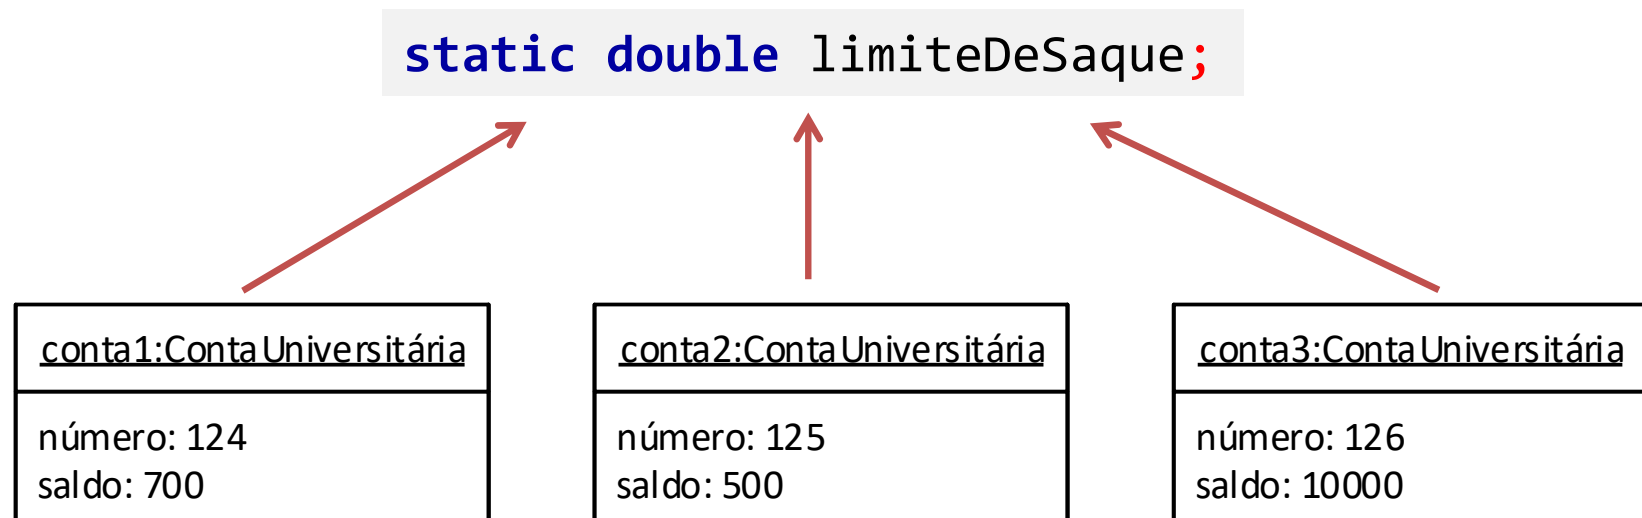 static double limiteDeSaque;
conta1:ContaUniversitária
número: 124
saldo: 700
conta2:ContaUniversitária
número: 125
saldo: 500
conta3:ContaUniversitária
número: 126
saldo: 10000